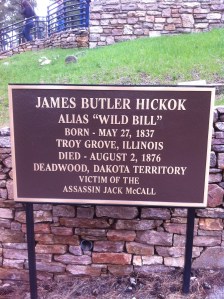 JAMES BUTLER HICKOK
ALIAS "WILD BILL"
BORN - MAY 27, 1837
TROY GROVE, ILLINOIS
DIED - AUGUST 2, 1876
DEADWOOD, DAKOTA TERRITORY
VICTIM OF THE
ASSASSIN JACK McCALL